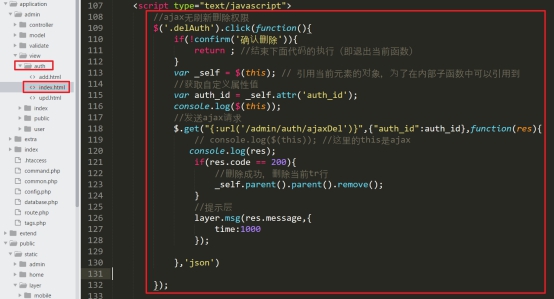 application
admin
controller
model
validate
view
auth
add.html
index.html
upd.html
index
public
user
extra
index
.htaccess
command.php
common.php
config.php
database.php
route.php
tags.php
extend
public
static
admin
home
layer
mobile
107 <script type="text/javascript">
108 //ajax无刷新删除权限
109 $('.delAuth').click(function(){
110 if(!confirm('确认删除')){
111 return ; //结束下面代码的执行（即退出当前函数）
112 }
113 var _self = $(this); // 引用当前元素的对象，为了在内部子函数中可以引用到
114 //获取自定义属性值
115 var auth_id = _self.attr('auth_id');
116 console.log($(this));
117 //发送ajax请求
118 $.get("{:url('/admin/auth/ajaxDel')}",{"auth_id":auth_id},function(res){
119 // console.log($(this)); //这里的this是ajax
120 console.log(res);
121 if(res.code == 200){
122 //删除成功，删除当前tr行
123 _self.parent().parent().remove();
124 }
125 //提示层
126 layer.msg(res.message,{
127 time:1000
128 });
129
130 },'json')
131
132 });